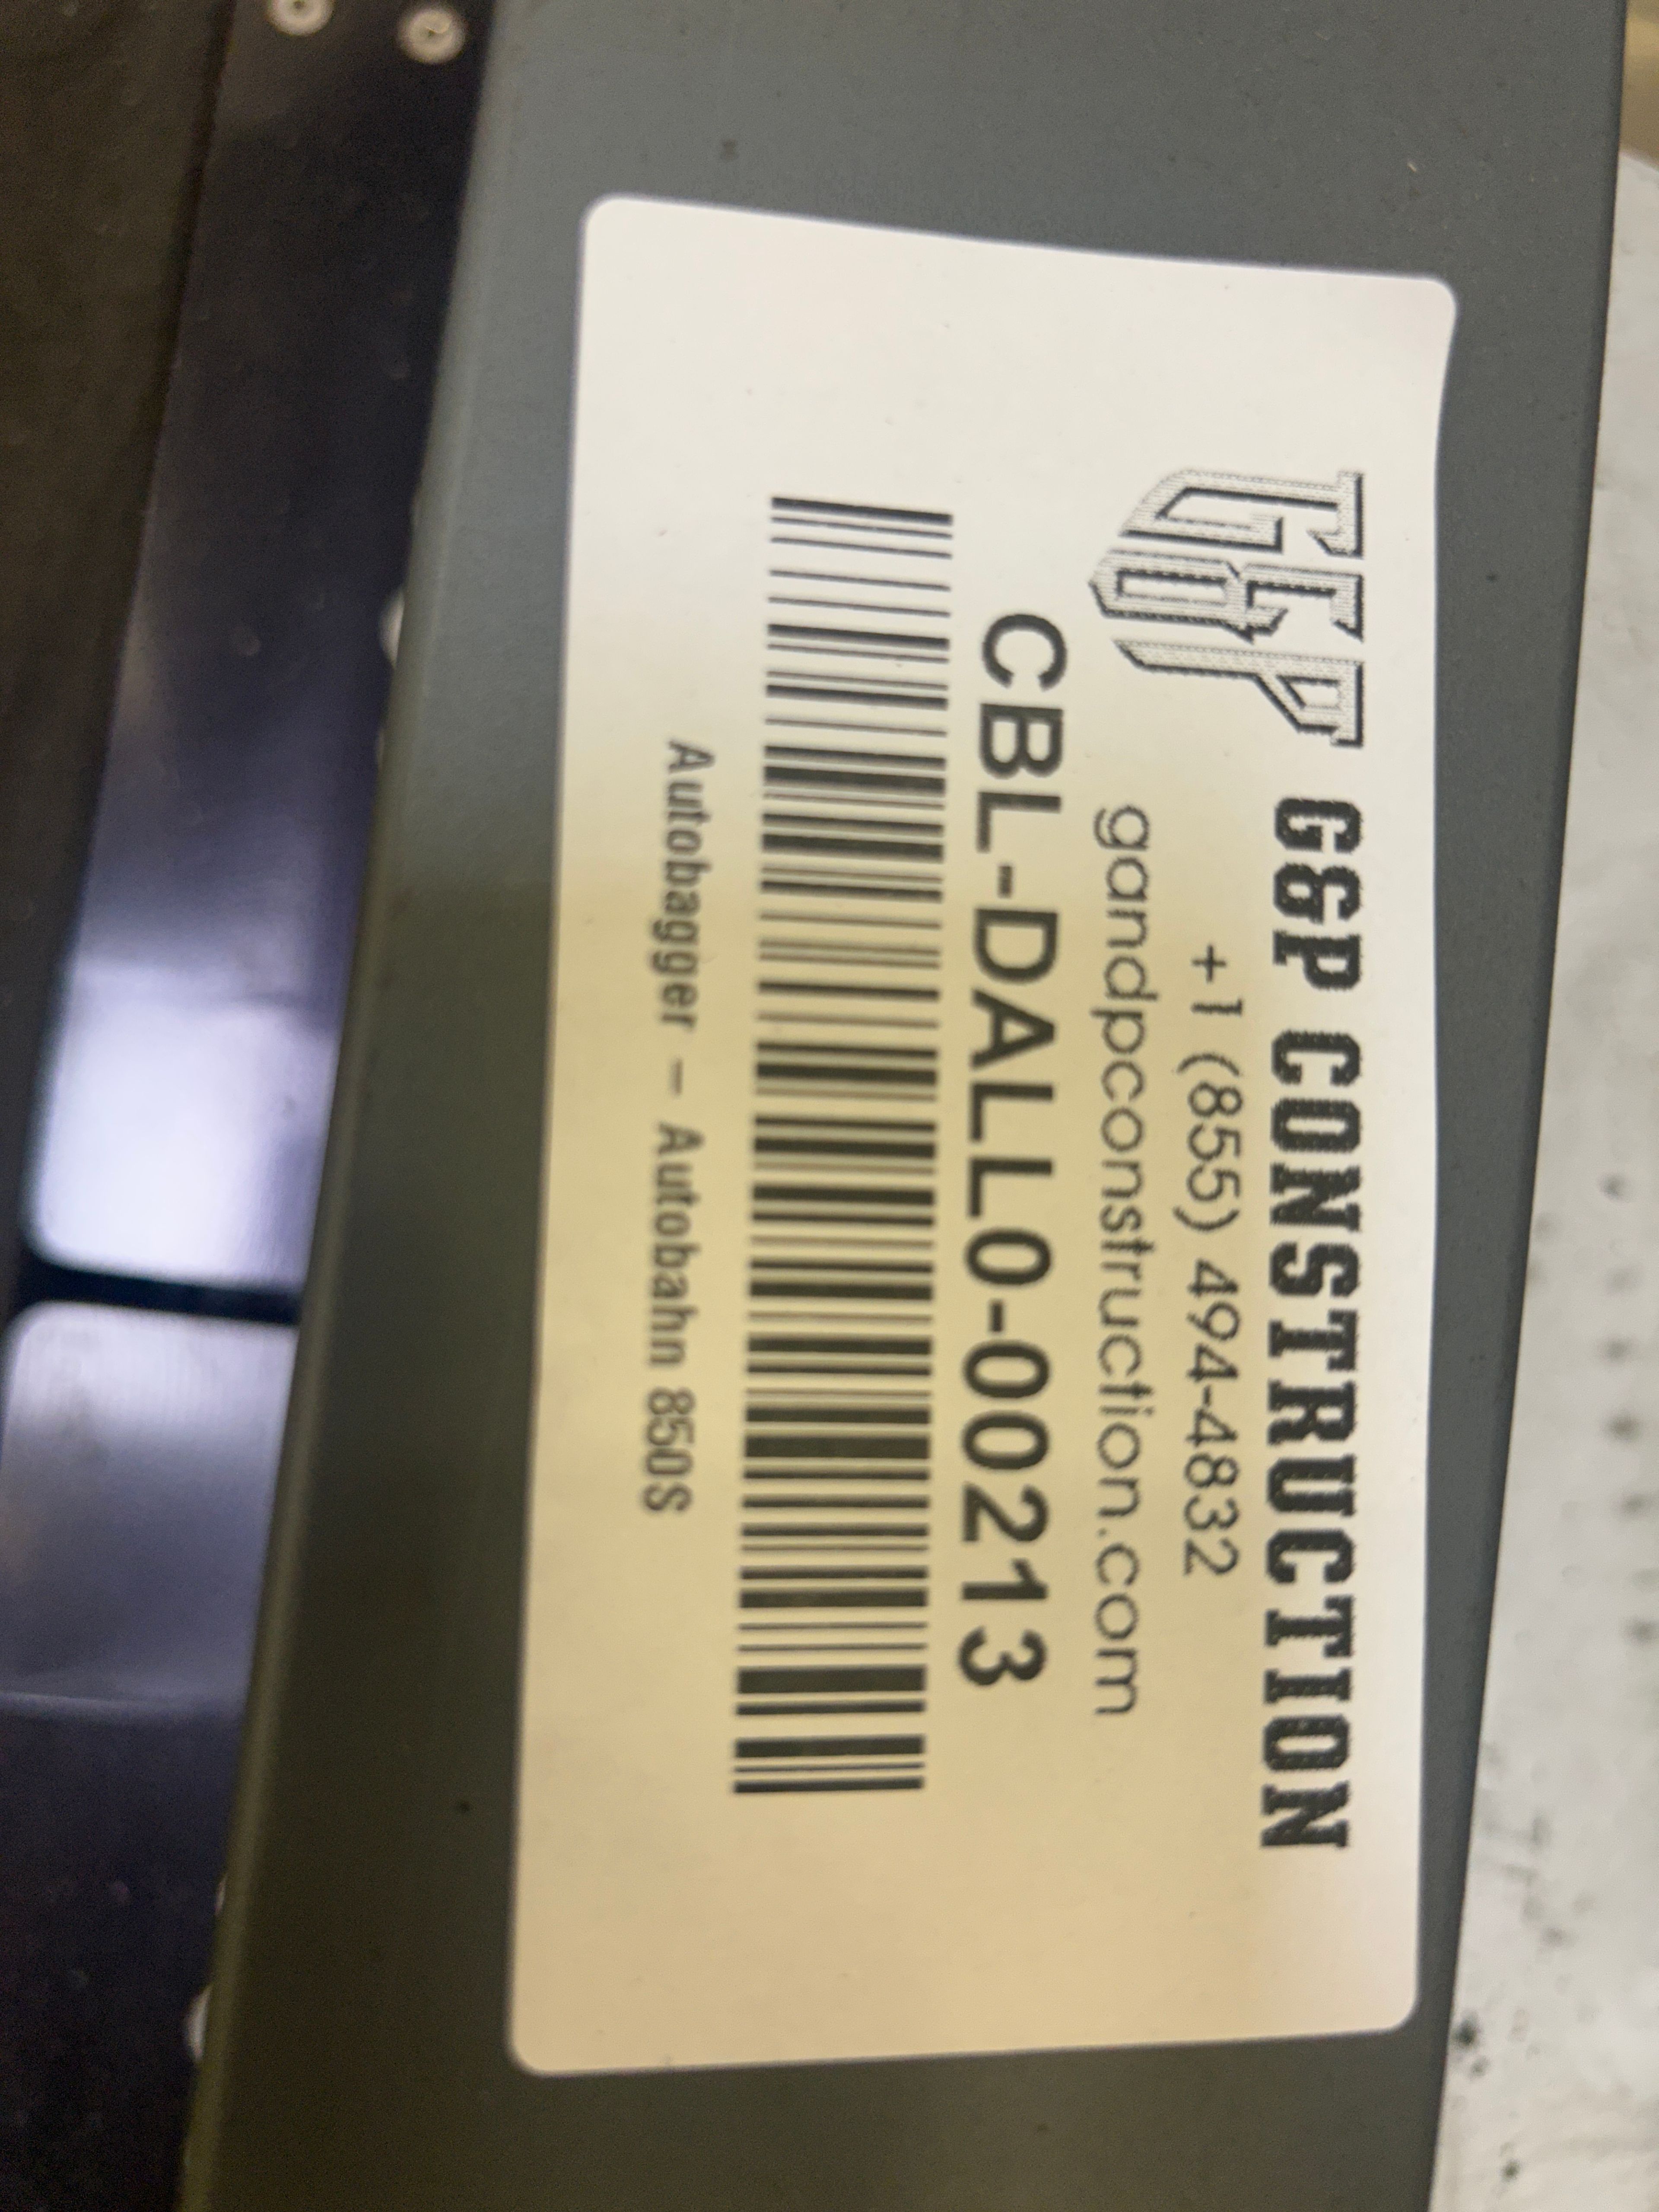 G&P G&P CONSTRUCTION
+1 (855) 494-4832
gandpconstruction.com
CBL-DALL0-00213
Autobagger - Autobahn 850S